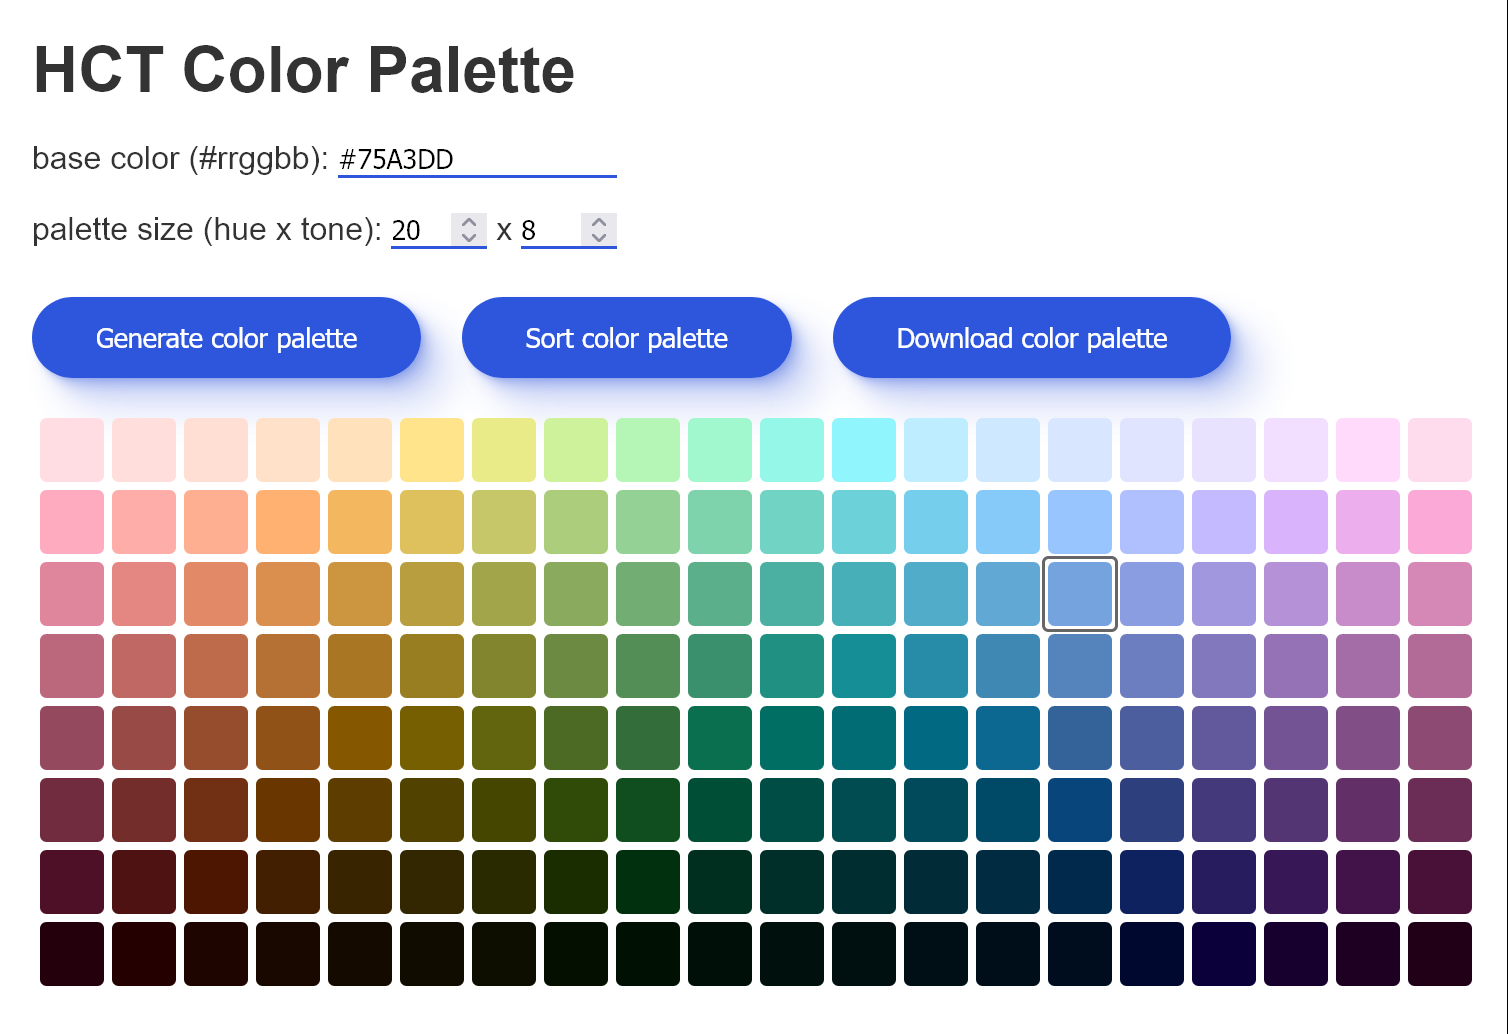 HCT Color Palette
base color (#rrggbb): #75A3DD
palette size (hue x tone): 20 x 8
Generate color palette Sort color palette Download color palette